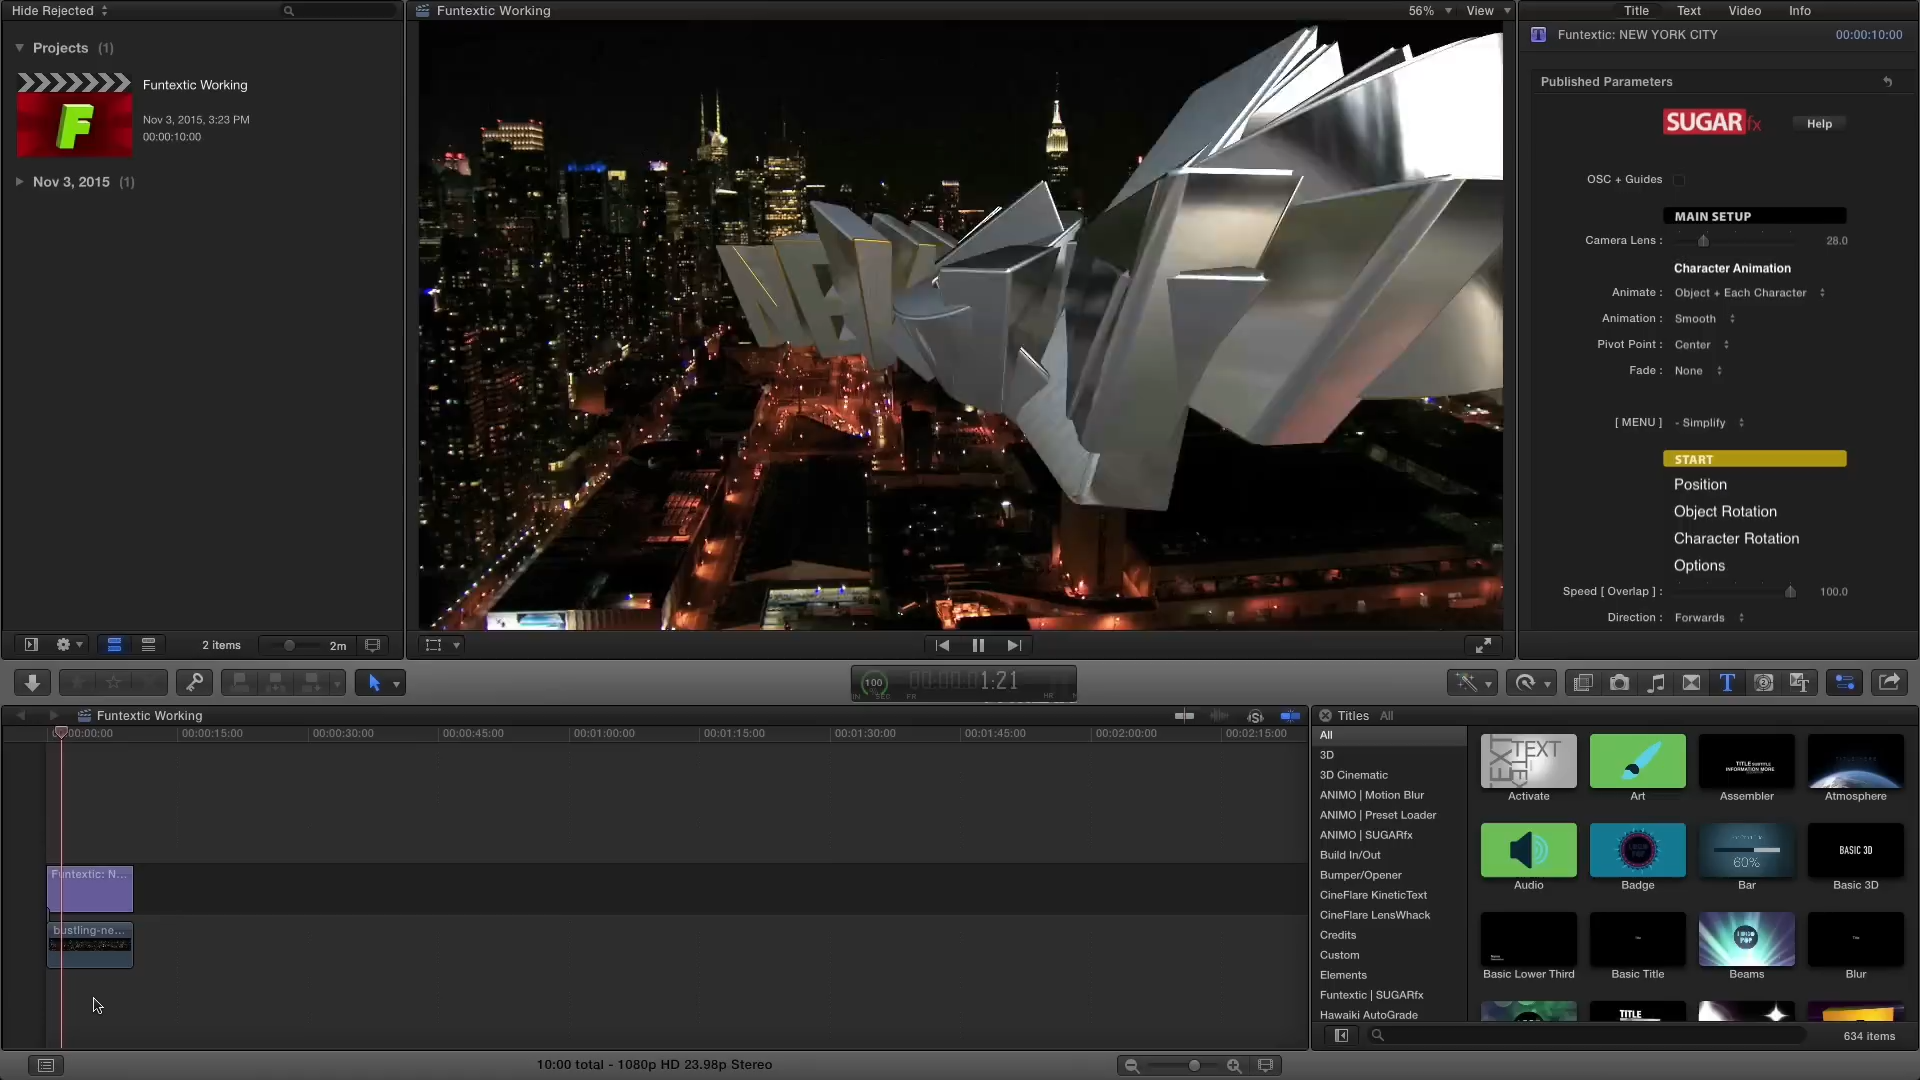 Hide Rejected
Projects (1)
Funtextic Working
Nov 3, 2015, 3:23 PM
00:00:10:00
Nov 3, 2015 (1)
2 items
2m
Funtextic Working
56%
View
NEW
Title
Text
Video
Info
Funtextic: NEW YORK CITY
00:00:10:00
Published Parameters
SUGARfx
Help
OSC + Guides
MAIN SETUP
Camera Lens :
28.0
Character Animation
Animate :
Object + Each Character
Animation :
Smooth
Pivot Point :
Center
Fade :
None
[ MENU ]
- Simplify
START
Position
Object Rotation
Character Rotation
Options
Speed [ Overlap ] :
100.0
Direction :
Forwards
100
1:21
Funtextic Working
00:00:15:00
00:00:30:00
00:00:45:00
00:01:00:00
00:01:15:00
00:01:30:00
00:01:45:00
00:02:00:00
00:02:15:00
Funtextic: N...
bustling-ne...
10:00 total - 1080p HD 23.98p Stereo
Titles
All
All
3D
3D Cinematic
ANIMO | Motion Blur
ANIMO | Preset Loader
ANIMO | SUGARfx
Build In/Out
Bumper/Opener
CineFlare KineticText
CineFlare LensWhack
Credits
Custom
Elements
Funtextic | SUGARfx
Hawaiki AutoGrade
TEXT
Activate
Art
TITLE SUBTITLE
INFORMATION MORE
Assembler
Atmosphere
Audio
Badge
60%
Bar
BASIC 3D
Basic 3D
Basic Lower Third
Basic Title
Beams
Blur
TITLE
634 items